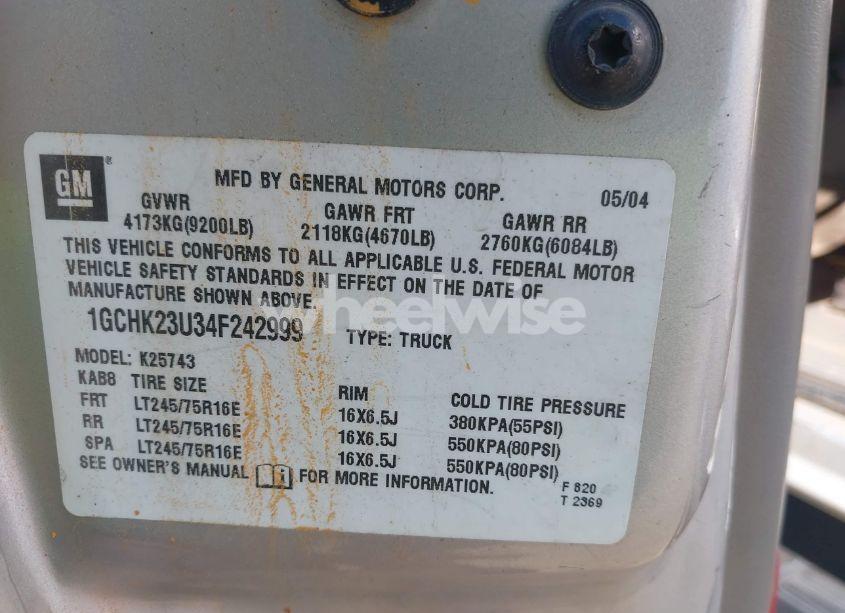 GM
MFD BY GENERAL MOTORS CORP. 05/04
GVWR GAWR FRT GAWR RR
4173KG(9200LB) 2118KG(4670LB) 2760KG(6084LB)
THIS VEHICLE CONFORMS TO ALL APPLICABLE U.S. FEDERAL MOTOR
VEHICLE SAFETY STANDARDS IN EFFECT ON THE DATE OF
MANUFACTURE SHOWN ABOVE.
wheelwise
1GCHK23U34F242999 TYPE: TRUCK
MODEL: K25743
KAB8 TIRE SIZE RIM COLD TIRE PRESSURE
FRT LT245/75R16E 16X6.5J 380KPA(55PSI)
RR LT245/75R16E 16X6.5J 550KPA(80PSI)
SPA LT245/75R16E 16X6.5J 550KPA(80PSI)
SEE OWNER'S MANUAL FOR MORE INFORMATION.
F 820
T 2369